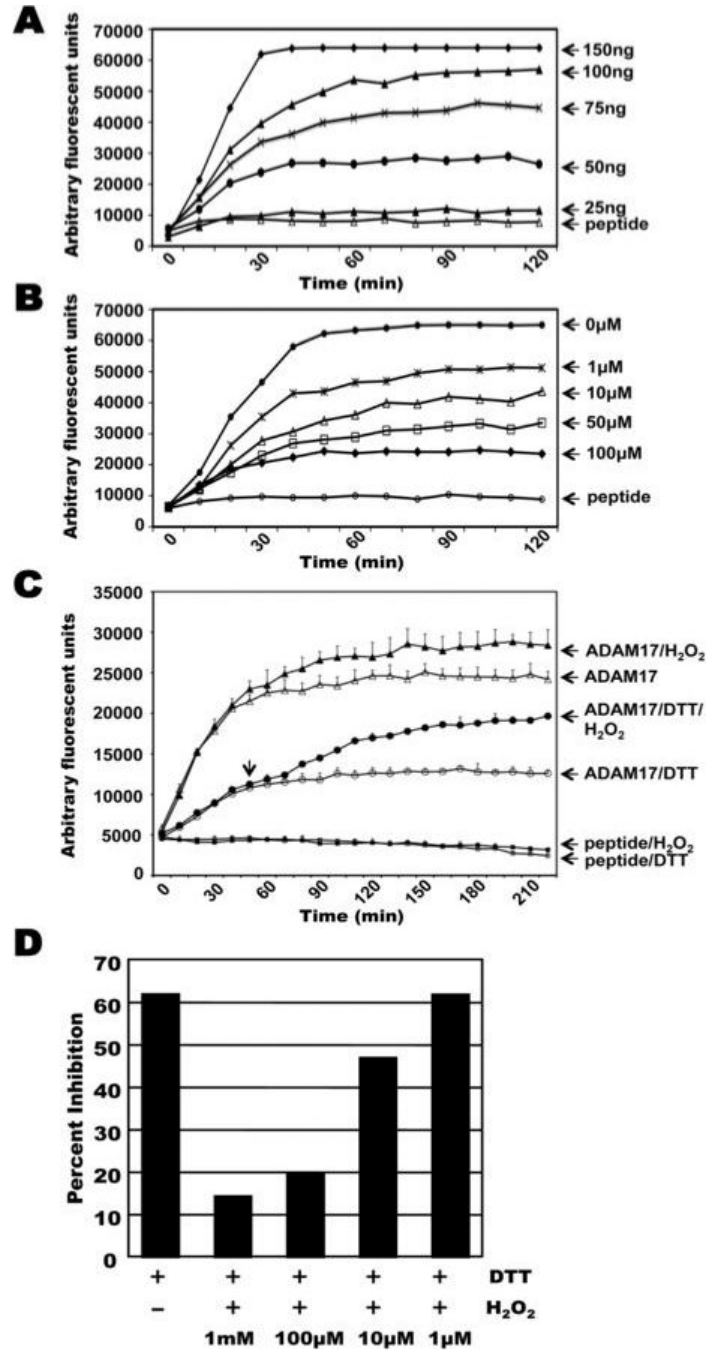 A
Arbitrary fluorescent units
70000
60000
50000
40000
30000
20000
10000
0
0
30
60
90
120
Time (min)
150ng
100ng
75ng
50ng
25ng
peptide
B
Arbitrary fluorescent units
70000
60000
50000
40000
30000
20000
10000
0
0
30
60
90
120
Time (min)
0µM
1µM
10µM
50µM
100µM
peptide
C
Arbitrary fluorescent units
35000
30000
25000
20000
15000
10000
5000
0
0
30
60
90
120
150
180
210
Time (min)
ADAM17/H₂O₂
ADAM17
ADAM17/DTT/
H₂O₂
ADAM17/DTT
peptide/H₂O₂
peptide/DTT
D
Percent Inhibition
70
60
50
40
30
20
10
0
+ + + + + DTT
– + + + + H₂O₂
1mM 100µM 10µM 1µM